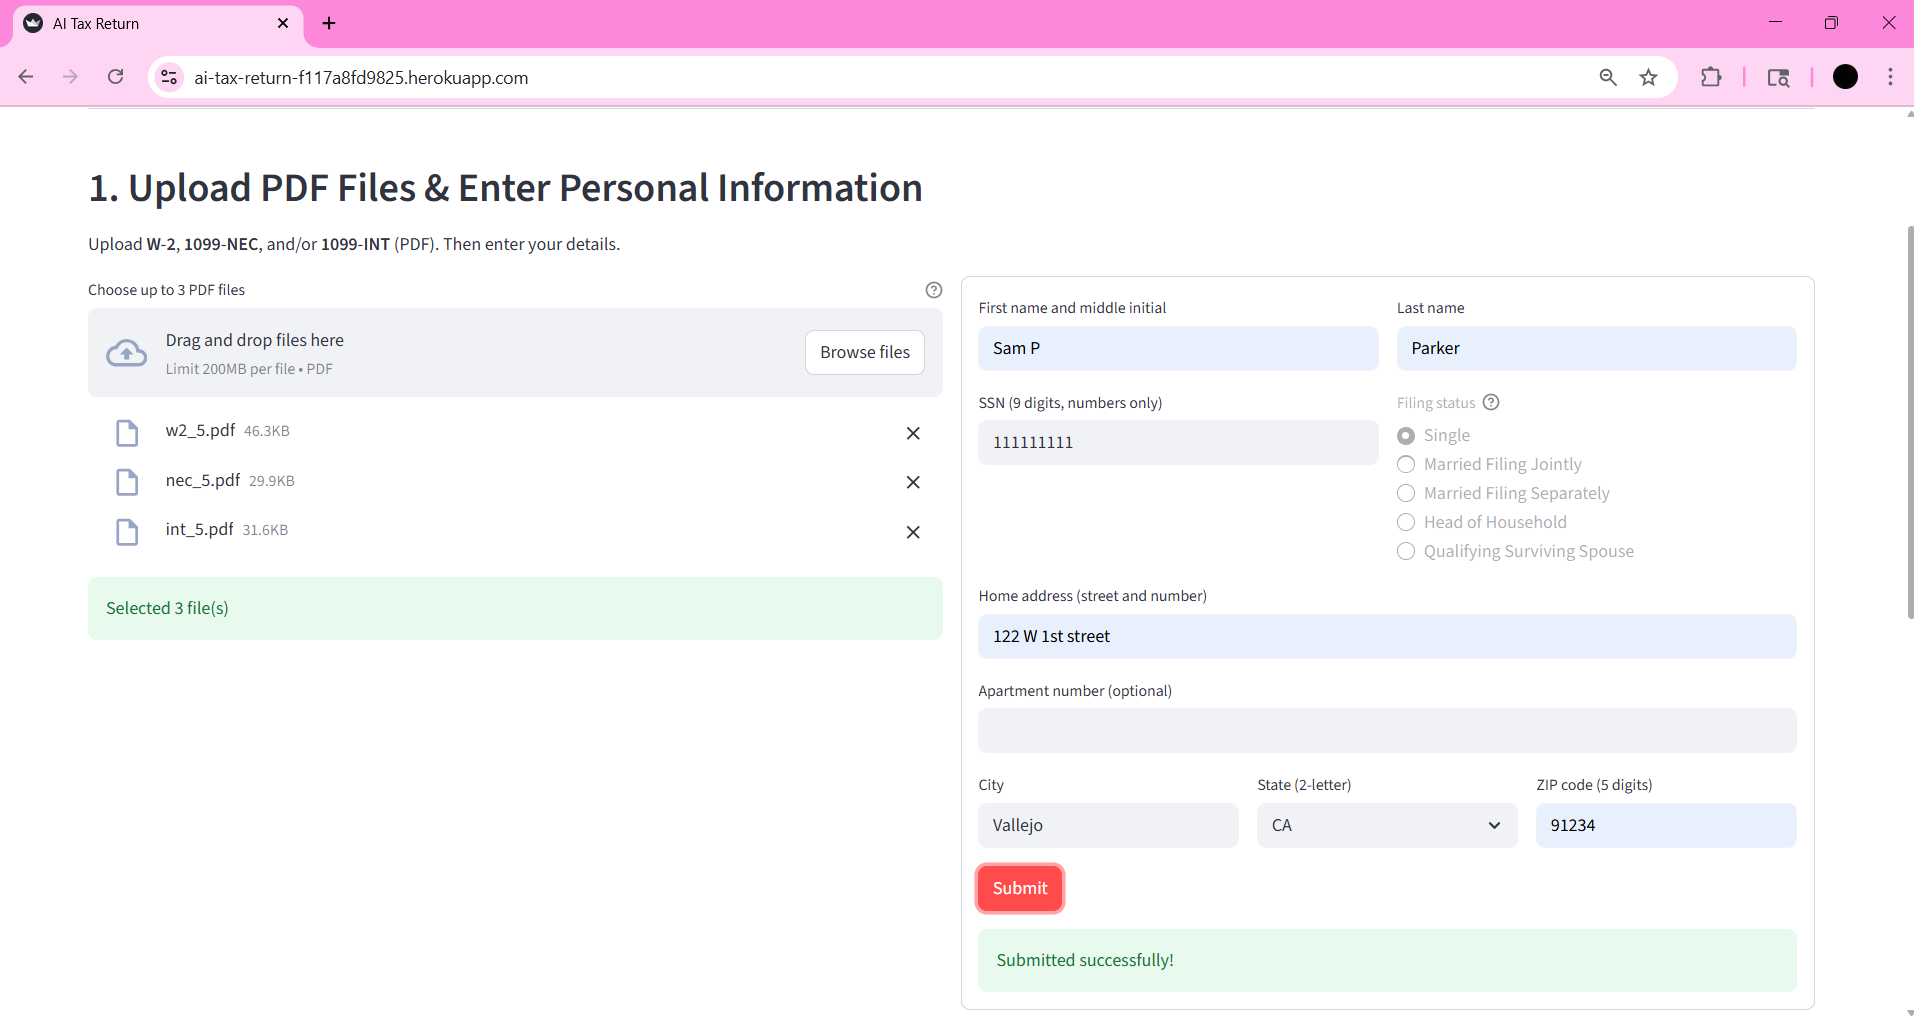 AI Tax Return
ai-tax-return-f117a8fd9825.herokuapp.com
1. Upload PDF Files & Enter Personal Information
Upload W-2, 1099-NEC, and/or 1099-INT (PDF). Then enter your details.
Choose up to 3 PDF files
Drag and drop files here
Limit 200MB per file • PDF
Browse files
w2_5.pdf 46.3KB
nec_5.pdf 29.9KB
int_5.pdf 31.6KB
Selected 3 file(s)
First name and middle initial
Sam P
Last name
Parker
SSN (9 digits, numbers only)
111111111
Filing status
Single
Married Filing Jointly
Married Filing Separately
Head of Household
Qualifying Surviving Spouse
Home address (street and number)
122 W 1st street
Apartment number (optional)
City
Vallejo
State (2-letter)
CA
ZIP code (5 digits)
91234
Submit
Submitted successfully!